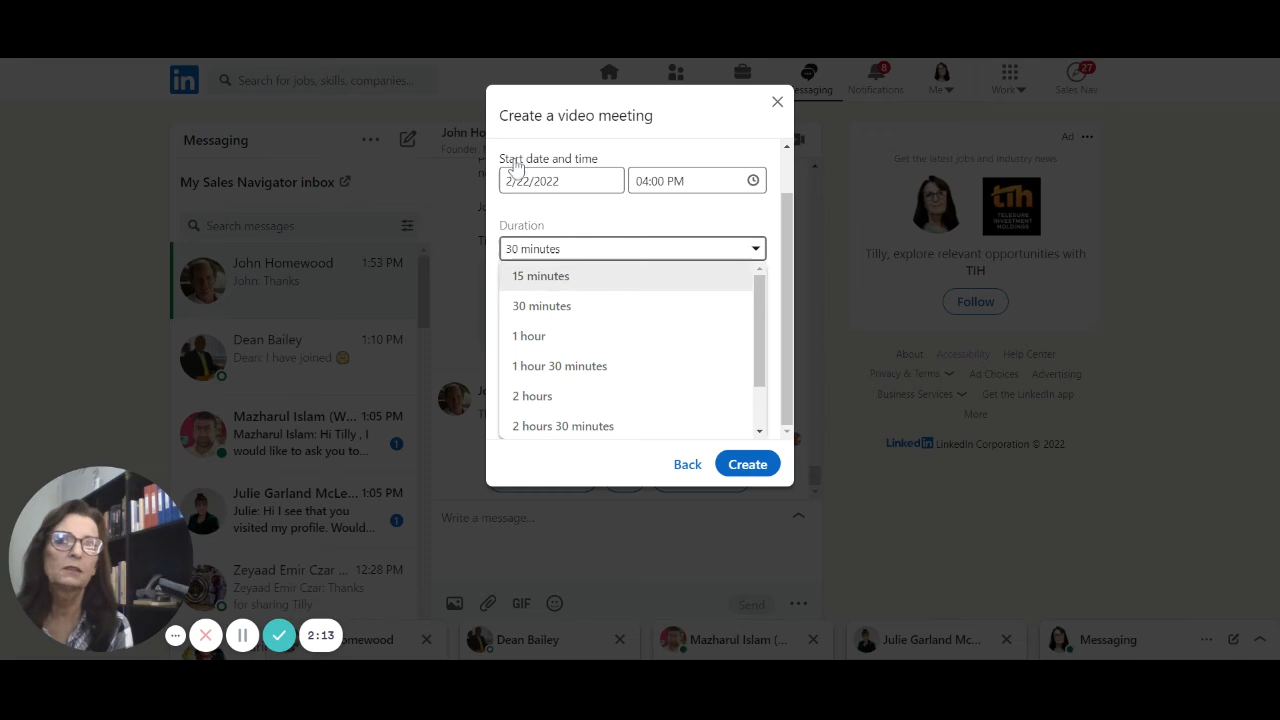 in
Search for jobs, skills, companies...
essaging
8
Notifications
Me
Work
27
Sales Nav
Messaging
My Sales Navigator inbox
Search messages
John Homewood
1:53 PM
John: Thanks
Dean Bailey
1:10 PM
Dean: I have joined
Mazharul Islam (W...
1:05 PM
Mazharul Islam: Hi Tilly , I
would like to ask you to...
1
Julie Garland McLe...
1:05 PM
Julie: Hi I see that you
visited my profile. Would...
1
Zeyaad Emir Czar ...
12:28 PM
Zeyaad Emir Czar: Thanks
for sharing Tilly
John Ho
Founder,
Create a video meeting
Start date and time
2/22/2022
04:00 PM
Duration
30 minutes
15 minutes
30 minutes
1 hour
1 hour 30 minutes
2 hours
2 hours 30 minutes
Back
Create
Write a message...
GIF
Send
Ad
Get the latest jobs and industry news
TIH
TELESURE
INVESTMENT
HOLDINGS
Tilly, explore relevant opportunities with
TIH
Follow
About
Accessibility
Help Center
Privacy & Terms
Ad Choices
Advertising
Business Services
Get the LinkedIn app
More
LinkedIn LinkedIn Corporation © 2022
2:13
omewood
Dean Bailey
Mazharul Islam (...
Julie Garland Mc...
Messaging